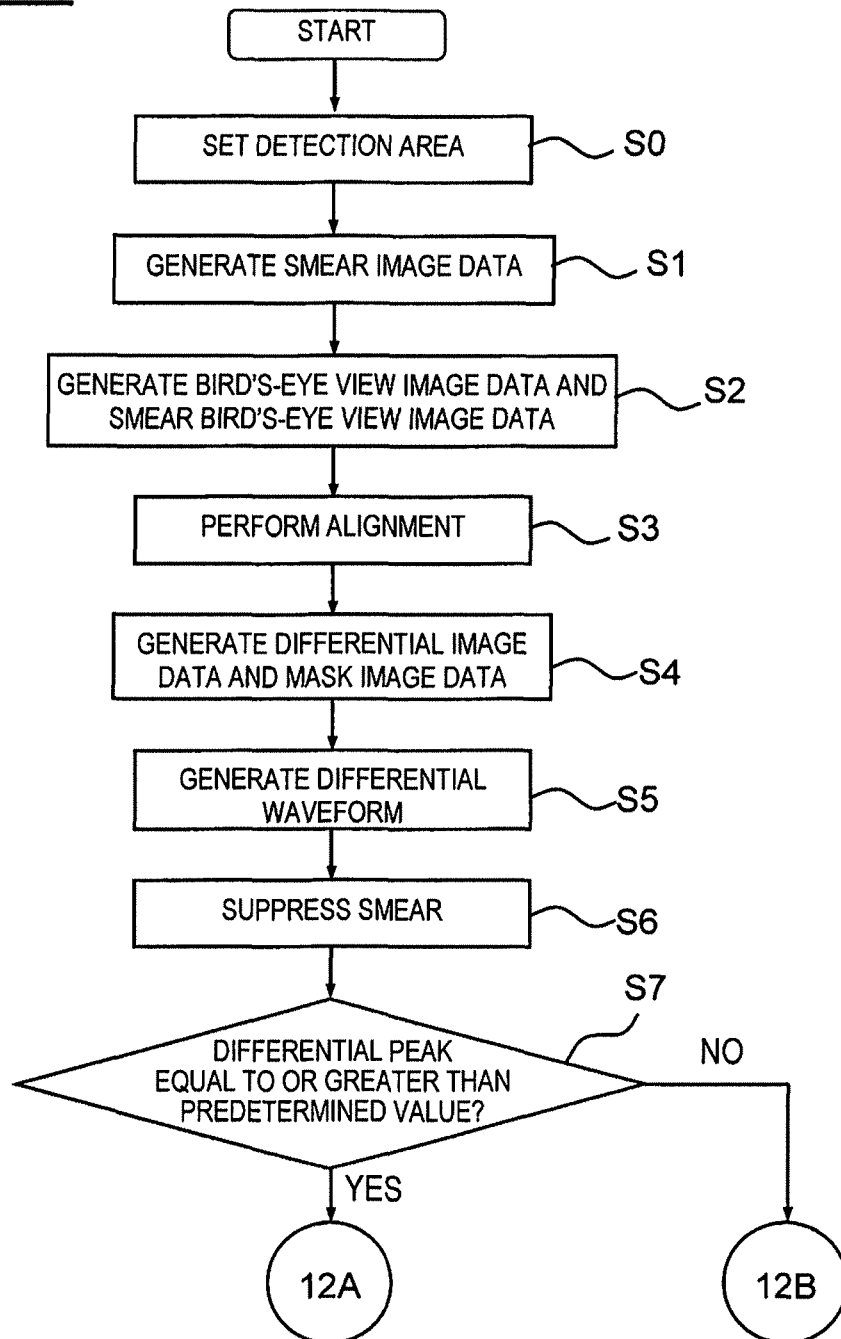 START
SET DETECTION AREA
S0
GENERATE SMEAR IMAGE DATA
S1
GENERATE BIRD'S-EYE VIEW IMAGE DATA AND
SMEAR BIRD'S-EYE VIEW IMAGE DATA
S2
PERFORM ALIGNMENT
S3
GENERATE DIFFERENTIAL IMAGE
DATA AND MASK IMAGE DATA
S4
GENERATE DIFFERENTIAL
WAVEFORM
S5
SUPPRESS SMEAR
S6
S7
DIFFERENTIAL PEAK
EQUAL TO OR GREATER THAN
PREDETERMINED VALUE?
NO
YES
12A
12B